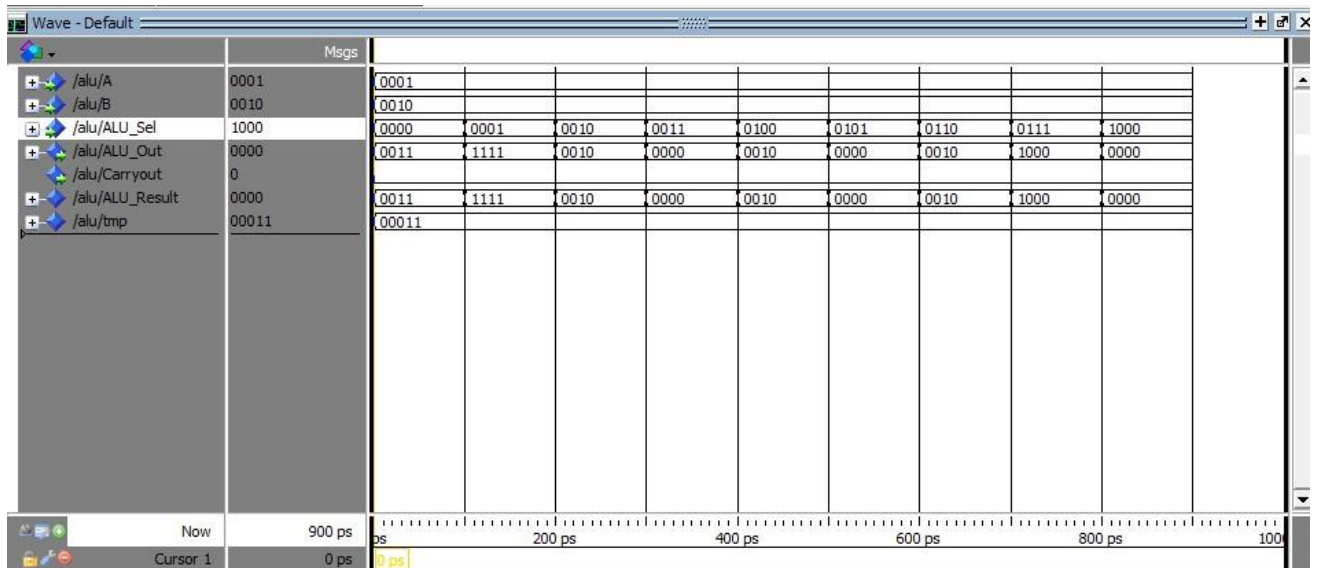 Wave - Default
Msgs
/alu/A 0001 0001
/alu/B 0010 0010
/alu/ALU_Sel 1000 0000 0001 0010 0011 0100 0101 0110 0111 1000
/alu/ALU_Out 0000 0011 1111 0010 0000 0010 0000 0010 1000 0000
/alu/Carryout 0
/alu/ALU_Result 0000 0011 1111 0010 0000 0010 0000 0010 1000 0000
/alu/tmp 00011 00011
Now 900 ps ps 200 ps 400 ps 600 ps 800 ps 100
Cursor 1 0 ps 0 ps